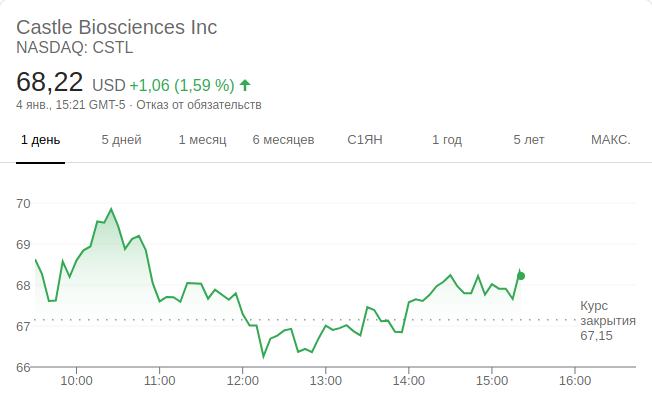 Castle Biosciences Inc
NASDAQ: CSTL
68,22 USD +1,06 (1,59 %)
4 янв., 15:21 GMT-5 · Отказ от обязательств
1 день 5 дней 1 месяц 6 месяцев С1ЯН 1 год 5 лет МАКС.
70
69
68
67
66
Курс
закрытия
67,15
10:00 11:00 12:00 13:00 14:00 15:00 16:00